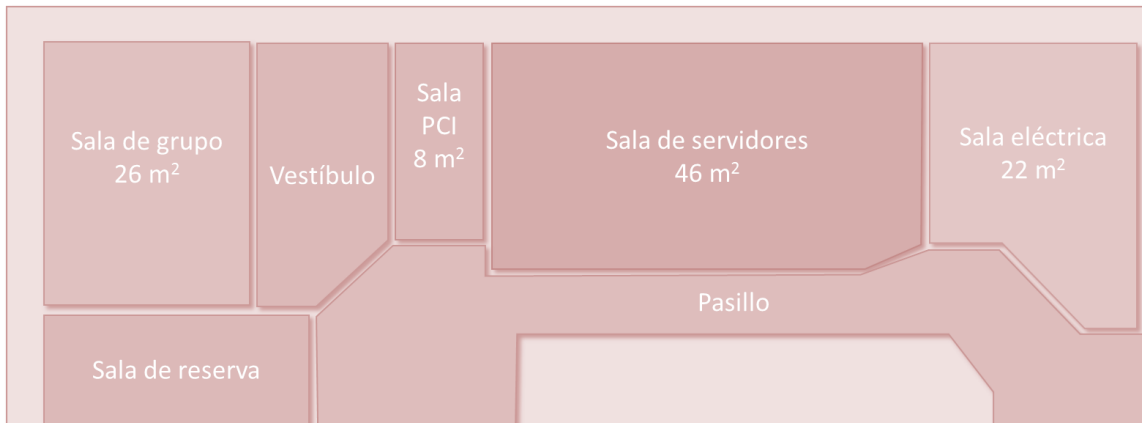 Sala de grupo
26 m²
Vestíbulo
Sala
PCI
8 m²
Sala de servidores
46 m²
Sala eléctrica
22 m²
Pasillo
Sala de reserva